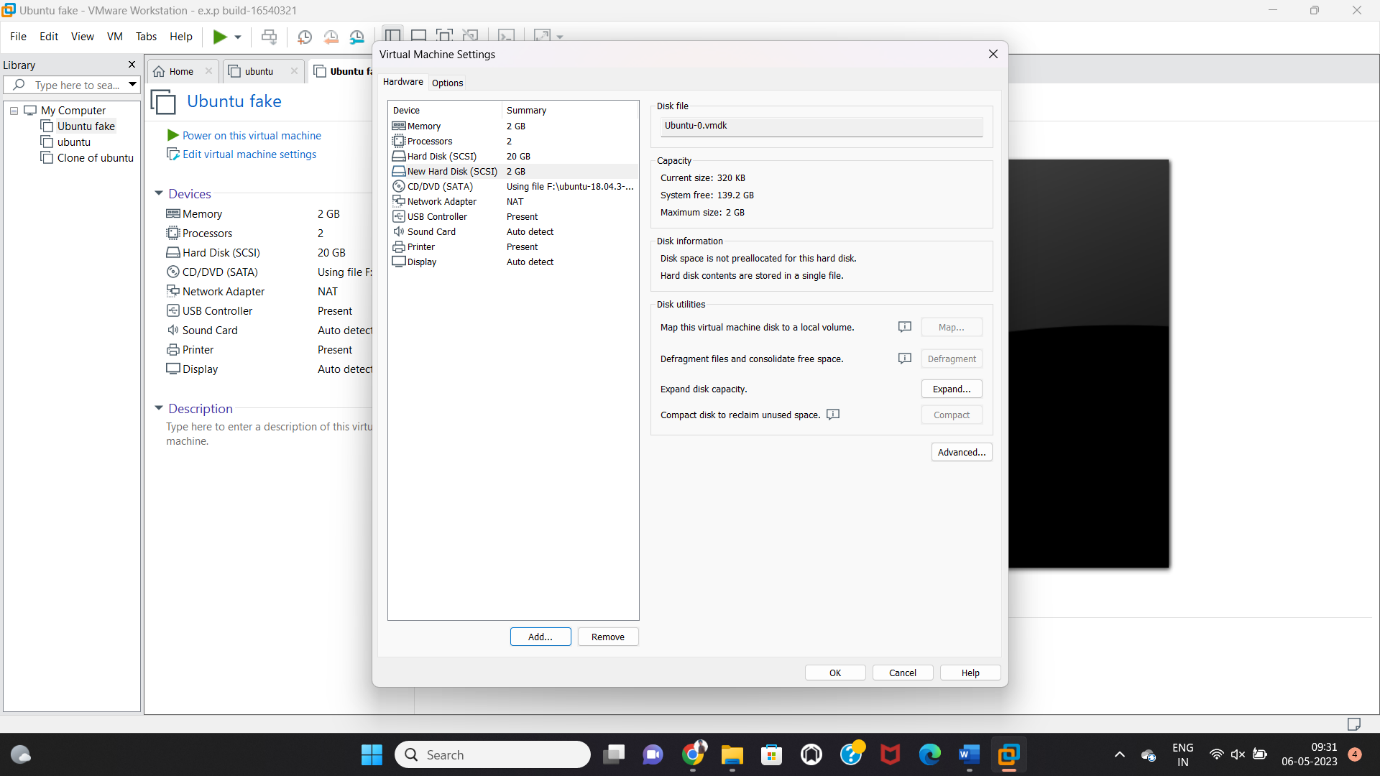 Ubuntu fake - VMware Workstation - e.x.p build-16540321
File Edit View VM Tabs Help
Library
Type here to sea...
My Computer
Ubuntu fake
ubuntu
Clone of ubuntu
Home
ubuntu
Ubuntu fa
Ubuntu fake
Power on this virtual machine
Edit virtual machine settings
Devices
Memory 2 GB
Processors 2
Hard Disk (SCSI) 20 GB
CD/DVD (SATA) Using file F:
Network Adapter NAT
USB Controller Present
Sound Card Auto detect
Printer Present
Display Auto detect
Description
Type here to enter a description of this virtu
machine.
Virtual Machine Settings
Hardware Options
Device Summary
Memory 2 GB
Processors 2
Hard Disk (SCSI) 20 GB
New Hard Disk (SCSI) 2 GB
CD/DVD (SATA) Using file F:\ubuntu-18.04.3-...
Network Adapter NAT
USB Controller Present
Sound Card Auto detect
Printer Present
Display Auto detect
Add... Remove
Disk file
Ubuntu-0.vmdk
Capacity
Current size: 320 KB
System free: 139.2 GB
Maximum size: 2 GB
Disk information
Disk space is not preallocated for this hard disk.
Hard disk contents are stored in a single file.
Disk utilities
Map this virtual machine disk to a local volume. Map...
Defragment files and consolidate free space. Defragment
Expand disk capacity. Expand...
Compact disk to reclaim unused space. Compact
Advanced...
OK Cancel Help
Search
ENG
IN
09:31
06-05-2023
4